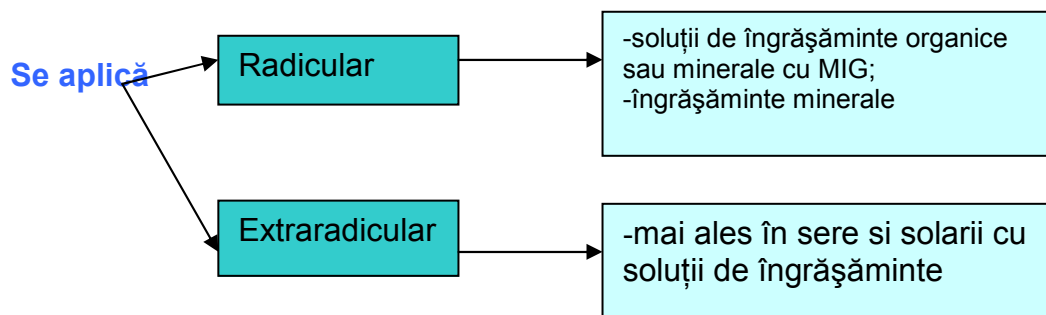 Se aplică
Radicular
-soluții de îngrăşăminte organice
sau minerale cu MIG;
-îngrăşăminte minerale
Extraradicular
-mai ales în sere si solarii cu
soluții de îngrăşăminte